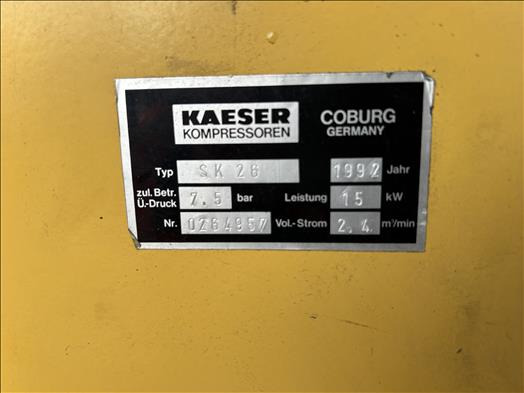 KAESER COBURG
KOMPRESSOREN GERMANY
Typ SK 26 1992 Jahr
zul. Betr.
Ü.-Druck 7.5 bar Leistung 15 kW
Nr. 0264957 Vol.-Strom 2.4 m³/min